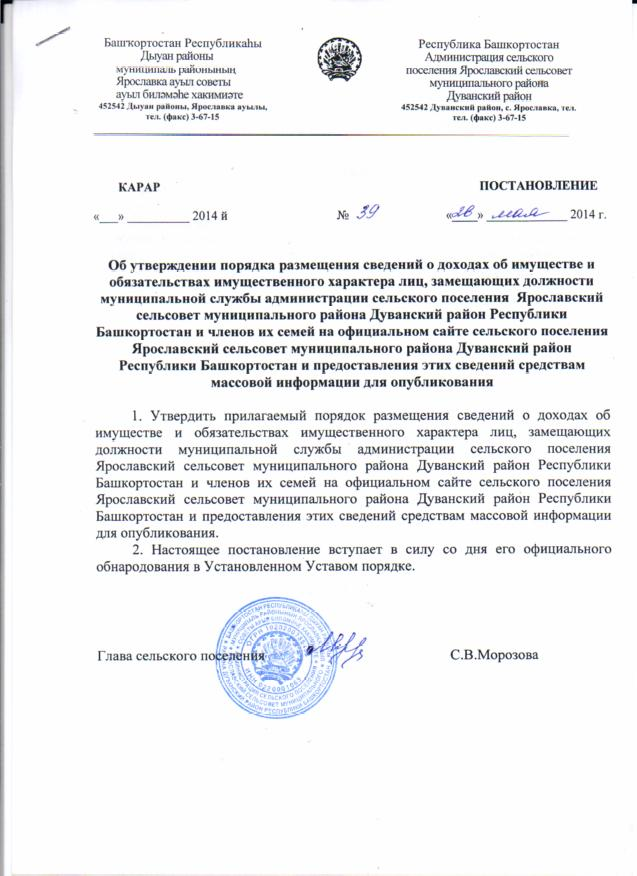 Башҡортостан Республикаһы
Дыуан районы
муниципаль районының
Ярославка ауыл советы
ауыл биләмәһе хакимиәте
452542 Дыуан районы, Ярославка ауылы,
тел. (факс) 3-67-15
Республика Башкортостан
Администрация сельского
поселения Ярославский сельсовет
муниципального района
Дуванский район
452542 Дуванский район, с. Ярославка, тел.
тел. (факс) 3-67-15
КАРАР
ПОСТАНОВЛЕНИЕ
«___» __________ 2014 й
№ 39
«28» мая 2014 г.
Об утверждении порядка размещения сведений о доходах об имуществе и
обязательствах имущественного характера лиц, замещающих должности
муниципальной службы администрации сельского поселения Ярославский
сельсовет муниципального района Дуванский район Республики
Башкортостан и членов их семей на официальном сайте сельского поселения
Ярославский сельсовет муниципального района Дуванский район
Республики Башкортостан и предоставления этих сведений средствам
массовой информации для опубликования
1. Утвердить прилагаемый порядок размещения сведений о доходах об
имуществе и обязательствах имущественного характера лиц, замещающих
должности муниципальной службы администрации сельского поселения
Ярославский сельсовет муниципального района Дуванский район Республики
Башкортостан и членов их семей на официальном сайте сельского поселения
Ярославский сельсовет муниципального района Дуванский район Республики
Башкортостан и предоставления этих сведений средствам массовой информации
для опубликования.
2. Настоящее постановление вступает в силу со дня его официального
обнародования в Установленном Уставом порядке.
Глава сельского поселения
С.В.Морозова